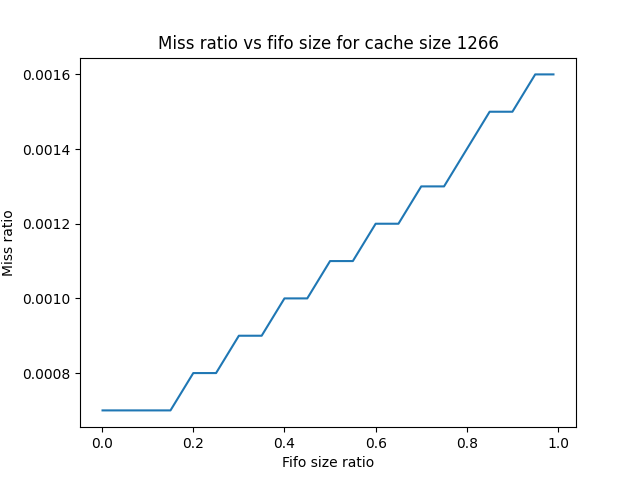 Miss ratio vs fifo size for cache size 1266
0.0016
0.0014
0.0012
0.0010
0.0008
Miss ratio
0.0 0.2 0.4 0.6 0.8 1.0
Fifo size ratio